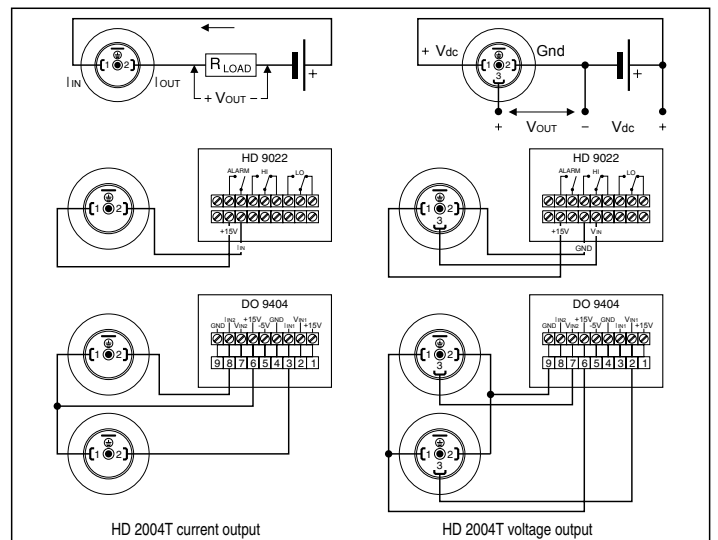 1 2
I IN
I OUT
R LOAD
+
+ VOUT
+ Vdc
1 2
3
Gnd
+
+ VOUT − Vdc +
HD 9022
ALARM HI LO
+15V
I IN
1 2
HD 9022
ALARM HI LO
+15V VIN
GND
1 2
3
DO 9404
GND IIN2 VIN2 +15V -5V GND IIN1 VIN1 +15V
9 8 7 6 5 4 3 2 1
1 2
1 2
DO 9404
GND IIN2 VIN2 +15V -5V GND IIN1 VIN1 +15V
9 8 7 6 5 4 3 2 1
1 2
3
1 2
3
HD 2004T current output
HD 2004T voltage output